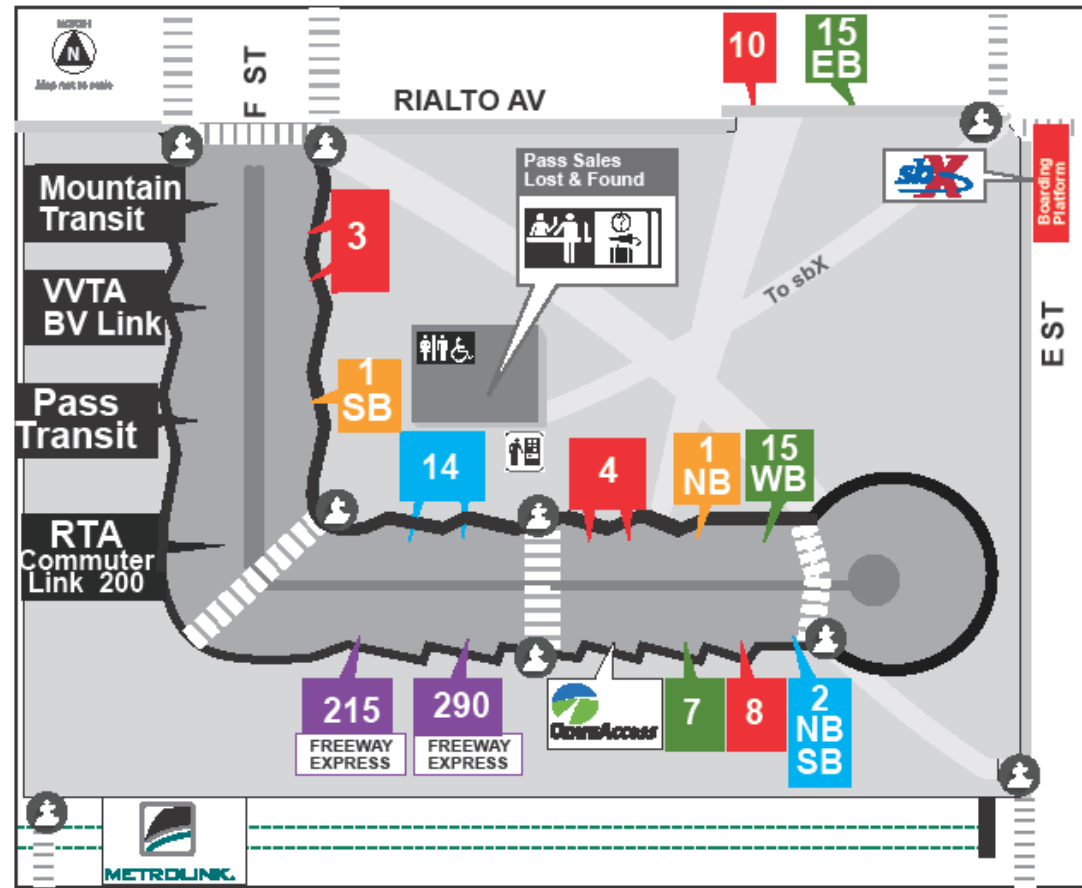 NORTH
N
Map not to scale
F ST
RIALTO AV
10
15
EB
sbX
Boarding
Platform
E ST
Pass Sales
Lost & Found
To sbX
Mountain
Transit
VVTA
BV Link
Pass
Transit
RTA
Commuter
Link 200
3
1
SB
14
4
1
NB
15
WB
215
FREEWAY
EXPRESS
290
FREEWAY
EXPRESS
OmniAccess
7
8
2
NB
SB
METROLINK.